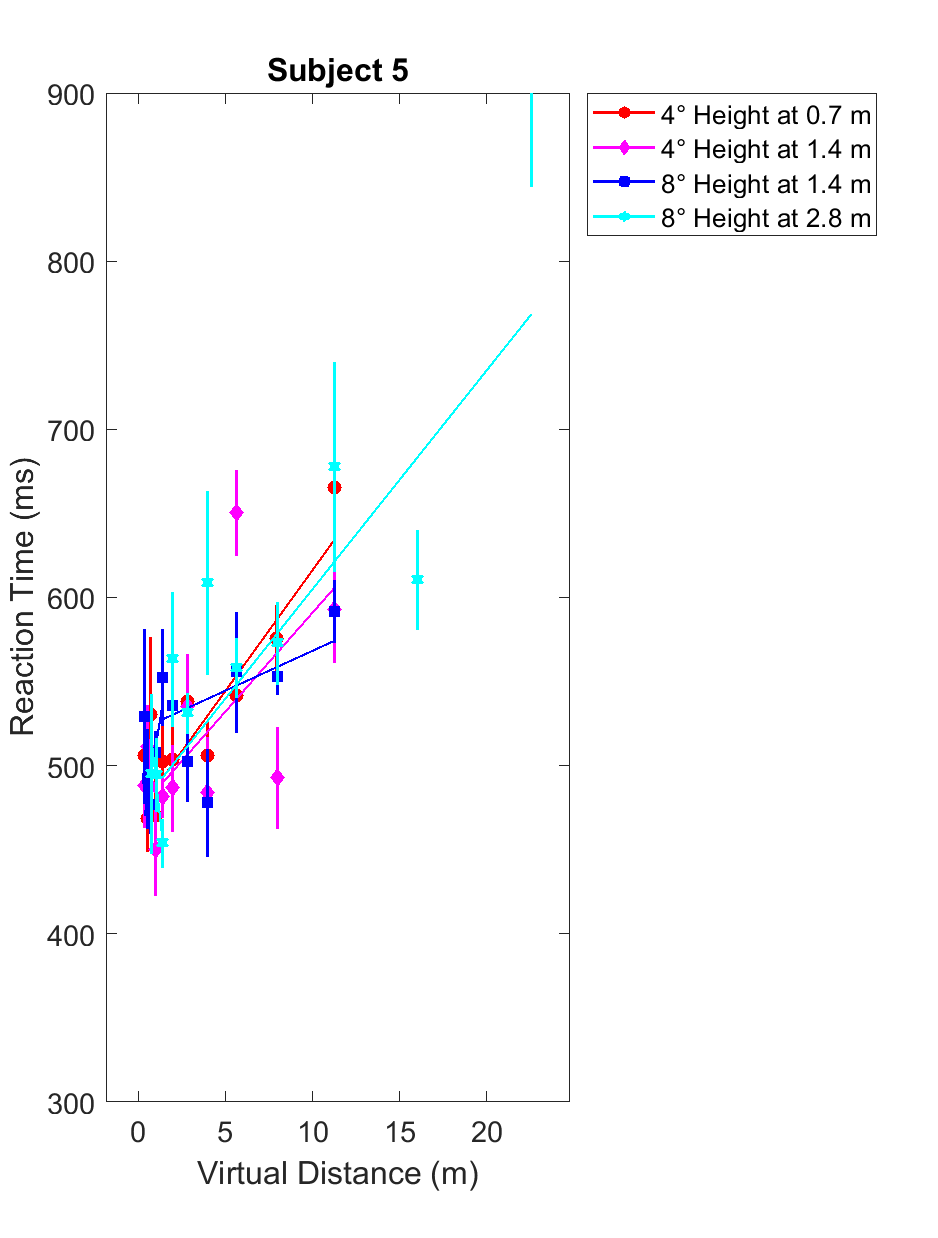 Subject 5
900
800
700
600
500
400
300
Reaction Time (ms)
0 5 10 15 20
Virtual Distance (m)
4° Height at 0.7 m
4° Height at 1.4 m
8° Height at 1.4 m
8° Height at 2.8 m